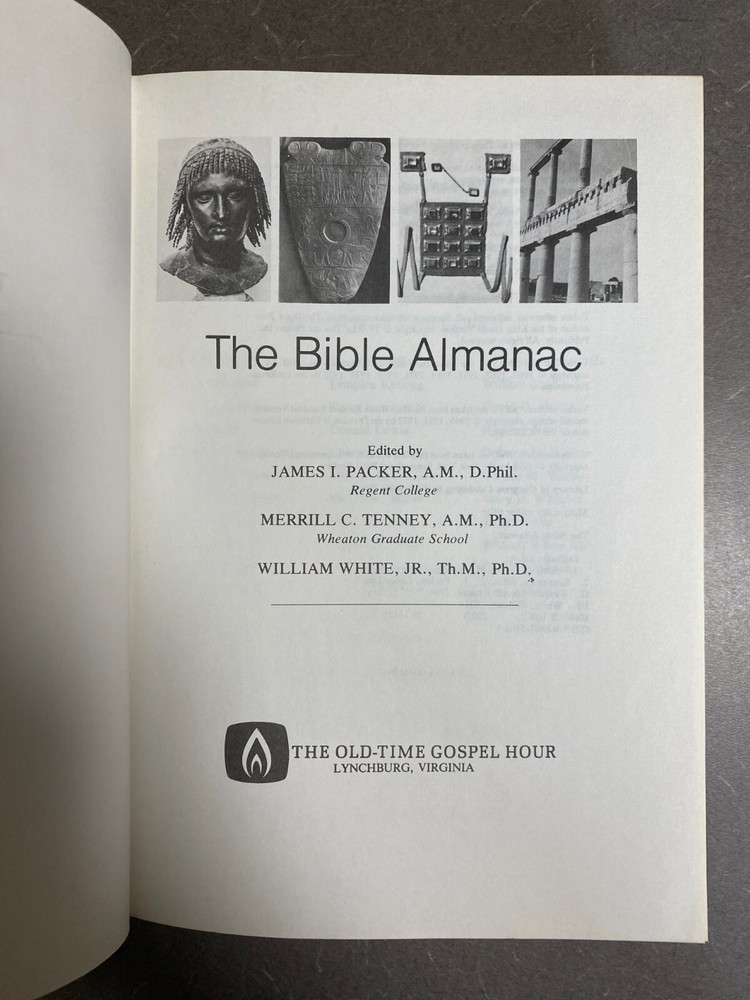 The Bible Almanac
Edited by
JAMES I. PACKER, A.M., D.Phil.
Regent College
MERRILL C. TENNEY, A.M., Ph.D.
Wheaton Graduate School
WILLIAM WHITE, JR., Th.M., Ph.D.
THE OLD-TIME GOSPEL HOUR
LYNCHBURG, VIRGINIA